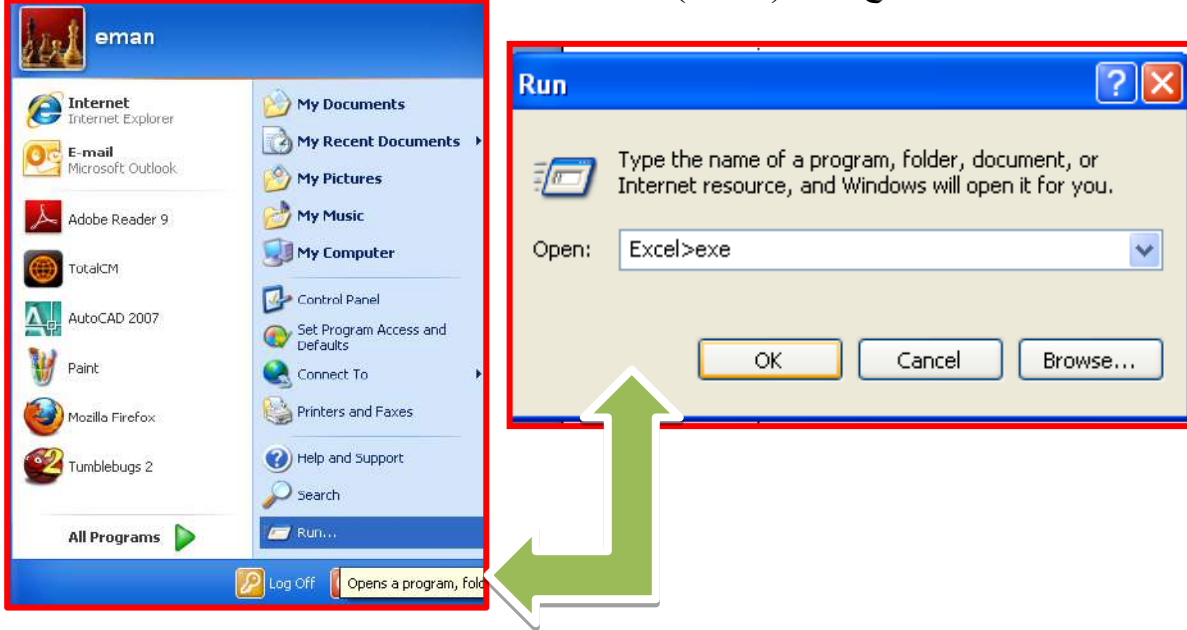 eman
Internet
Internet Explorer
E-mail
Microsoft Outlook
Adobe Reader 9
TotalCM
AutoCAD 2007
Paint
Mozilla Firefox
Tumblebugs 2
All Programs
My Documents
My Recent Documents
My Pictures
My Music
My Computer
Control Panel
Set Program Access and
Defaults
Connect To
Printers and Faxes
Help and Support
Search
Run...
Log Off
Opens a program, fold
Run
Type the name of a program, folder, document, or
Internet resource, and Windows will open it for you.
Open: Excel>exe
OK Cancel Browse...